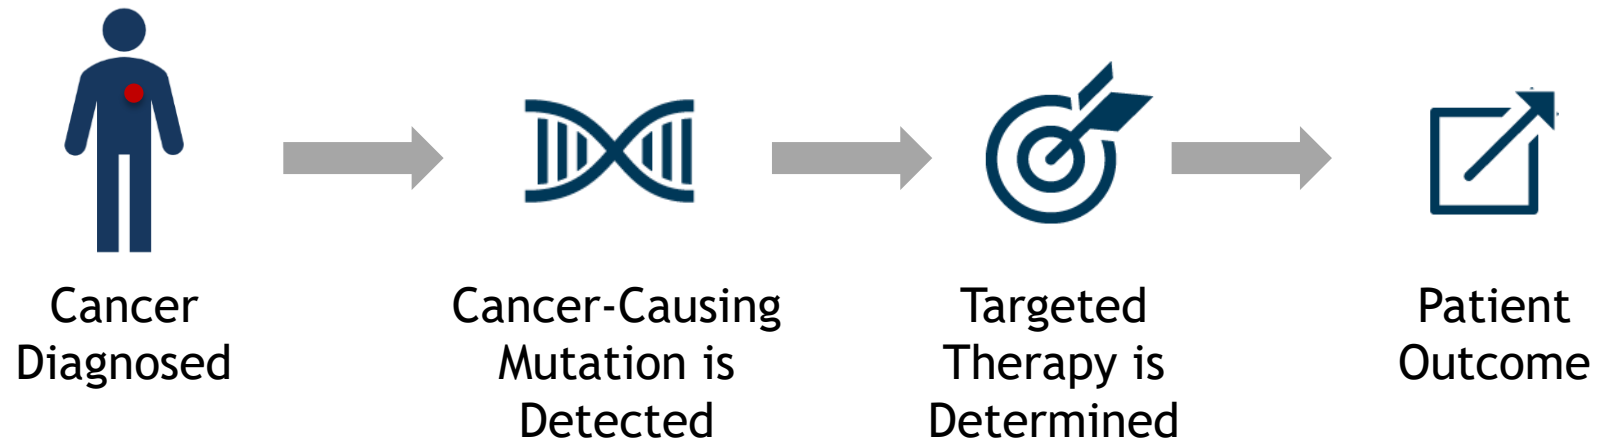 Cancer
Diagnosed
Cancer-Causing
Mutation is
Detected
Targeted
Therapy is
Determined
Patient
Outcome